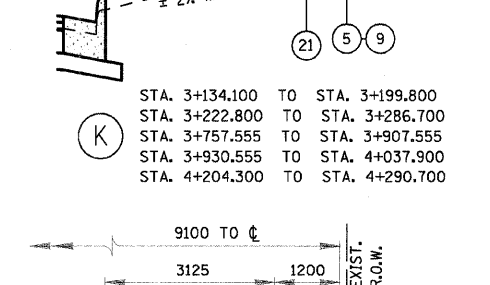 ± 2%
21
5
9
K
STA. 3+134.100 TO STA. 3+199.800
STA. 3+222.800 TO STA. 3+286.700
STA. 3+757.555 TO STA. 3+907.555
STA. 3+930.555 TO STA. 4+037.900
STA. 4+204.300 TO STA. 4+290.700
9100 TO ℄
3125
1200
EXIST.
R.O.W.